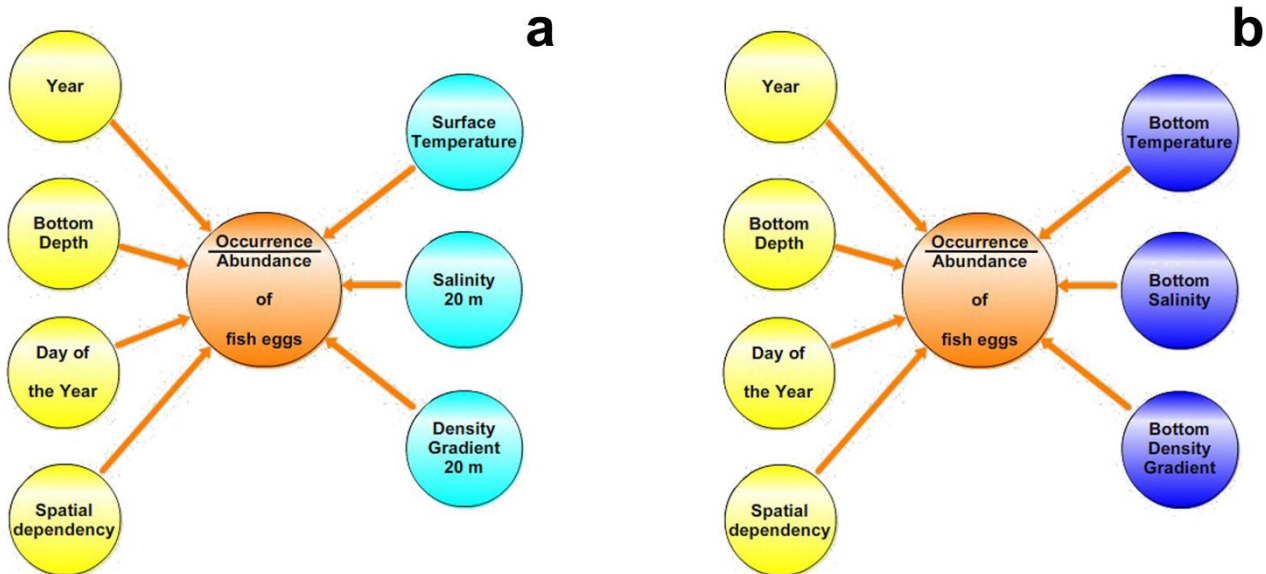 a
Year
Bottom
Depth
Day of
the Year
Spatial
dependency
Occurrence
Abundance
of
fish eggs
Surface
Temperature
Salinity
20 m
Density
Gradient
20 m
b
Year
Bottom
Depth
Day of
the Year
Spatial
dependency
Occurrence
Abundance
of
fish eggs
Bottom
Temperature
Bottom
Salinity
Bottom
Density
Gradient